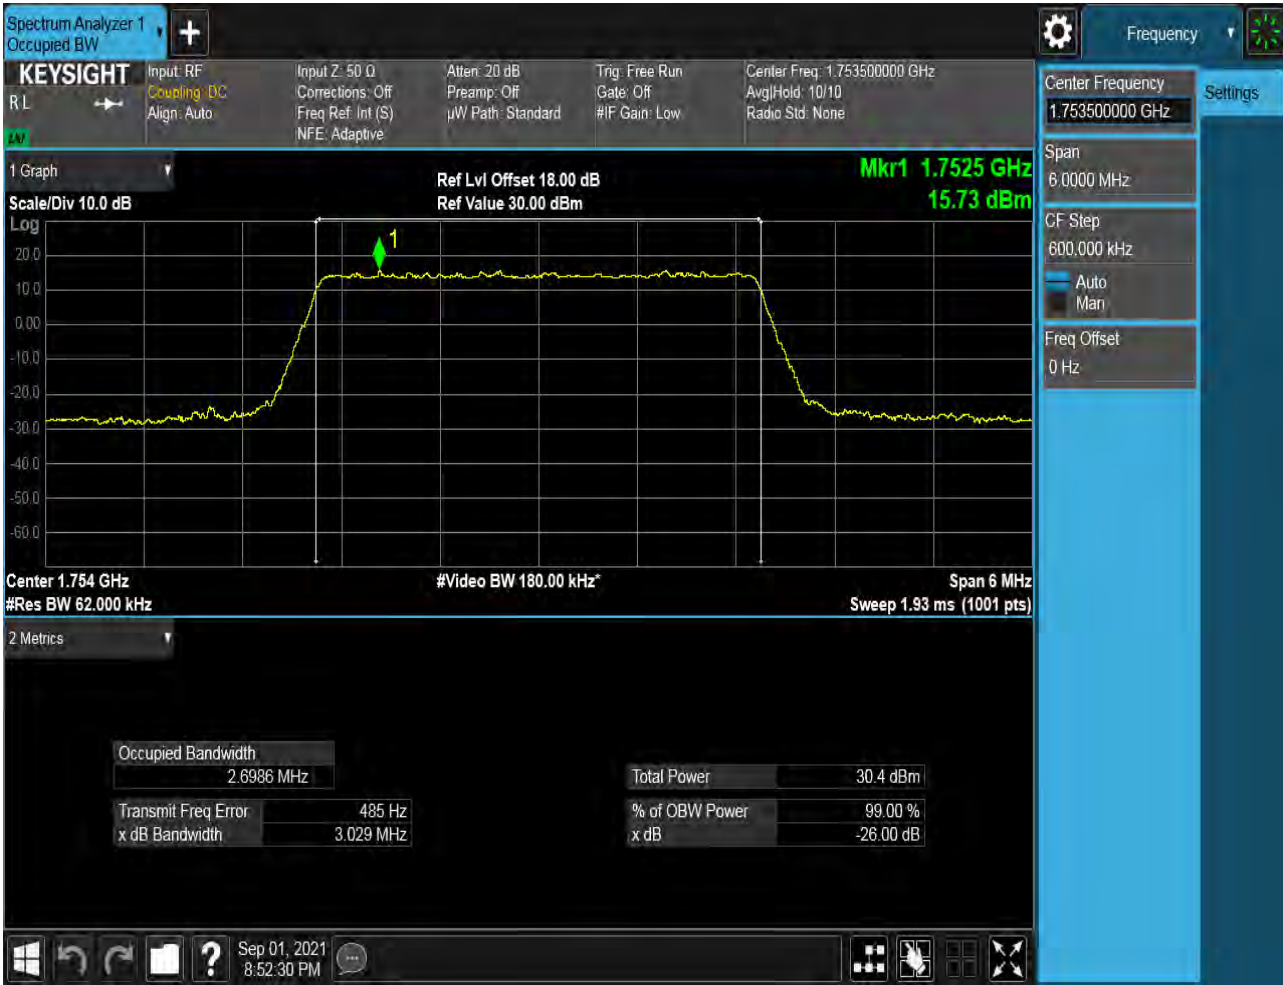 Spectrum Analyzer 1
Occupied BW
Frequency
KEYSIGHT
R L
Input: RF
Coupling: DC
Align: Auto
Input Z: 50 Ω
Corrections: Off
Freq Ref: Int (S)
NFE: Adaptive
Atten: 20 dB
Preamp: Off
µW Path: Standard
Trig: Free Run
Gate: Off
#IF Gain: Low
Center Freq: 1.753500000 GHz
Avg|Hold: 10/10
Radio Std: None
Center Frequency
1.753500000 GHz
Settings
Span
6.0000 MHz
CF Step
600.000 kHz
Auto
Man
Freq Offset
0 Hz
1 Graph
Scale/Div 10.0 dB
Log
Ref Lvl Offset 18.00 dB
Ref Value 30.00 dBm
Mkr1 1.7525 GHz
15.73 dBm
1
20.0
10.0
0.00
-10.0
-20.0
-30.0
-40.0
-50.0
-60.0
Center 1.754 GHz
#Video BW 180.00 kHz*
Span 6 MHz
#Res BW 62.000 kHz
Sweep 1.93 ms (1001 pts)
2 Metrics
Occupied Bandwidth
2.6986 MHz
Transmit Freq Error 485 Hz
x dB Bandwidth 3.029 MHz
Total Power 30.4 dBm
% of OBW Power 99.00 %
x dB -26.00 dB
?
Sep 01, 2021
8:52:30 PM